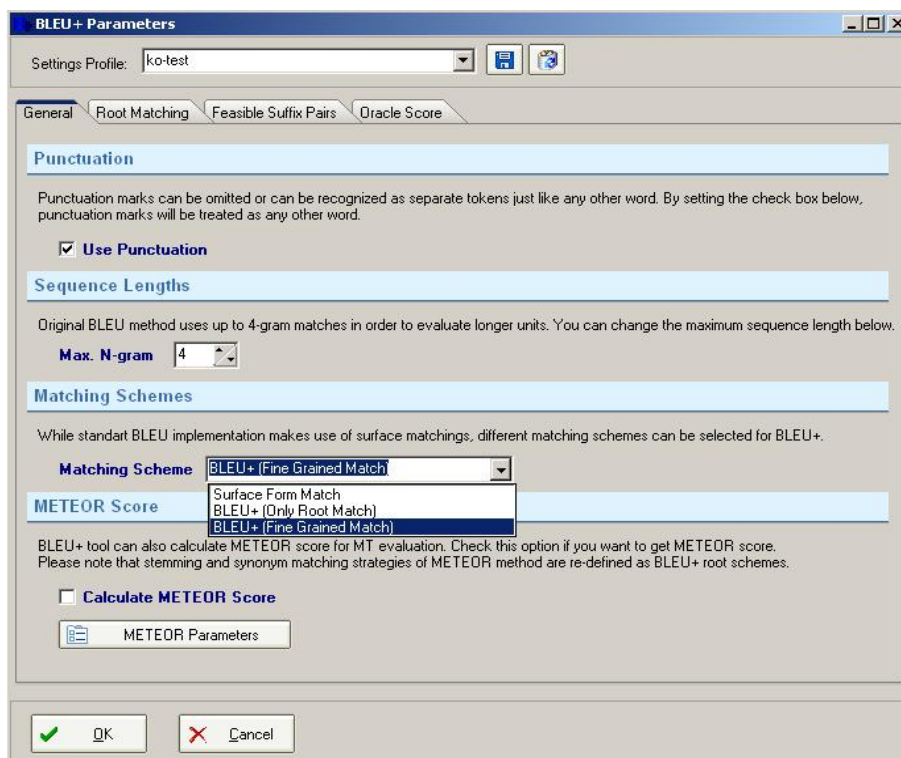 BLEU+ Parameters
Settings Profile: ko-test
General Root Matching Feasible Suffix Pairs Oracle Score
Punctuation
Punctuation marks can be omitted or can be recognized as separate tokens just like any other word. By setting the check box below,
punctuation marks will be treated as any other word.
Use Punctuation
Sequence Lengths
Original BLEU method uses up to 4-gram matches in order to evaluate longer units. You can change the maximum sequence length below.
Max. N-gram 4
Matching Schemes
While standart BLEU implementation makes use of surface matchings, different matching schemes can be selected for BLEU+.
Matching Scheme BLEU+ (Fine Grained Match)
Surface Form Match
BLEU+ (Only Root Match)
BLEU+ (Fine Grained Match)
METEOR Score
BLEU+ tool can also calculate METEOR score for MT evaluation. Check this option if you want to get METEOR score.
Please note that stemming and synonym matching strategies of METEOR method are re-defined as BLEU+ root schemes.
Calculate METEOR Score
METEOR Parameters
OK Cancel